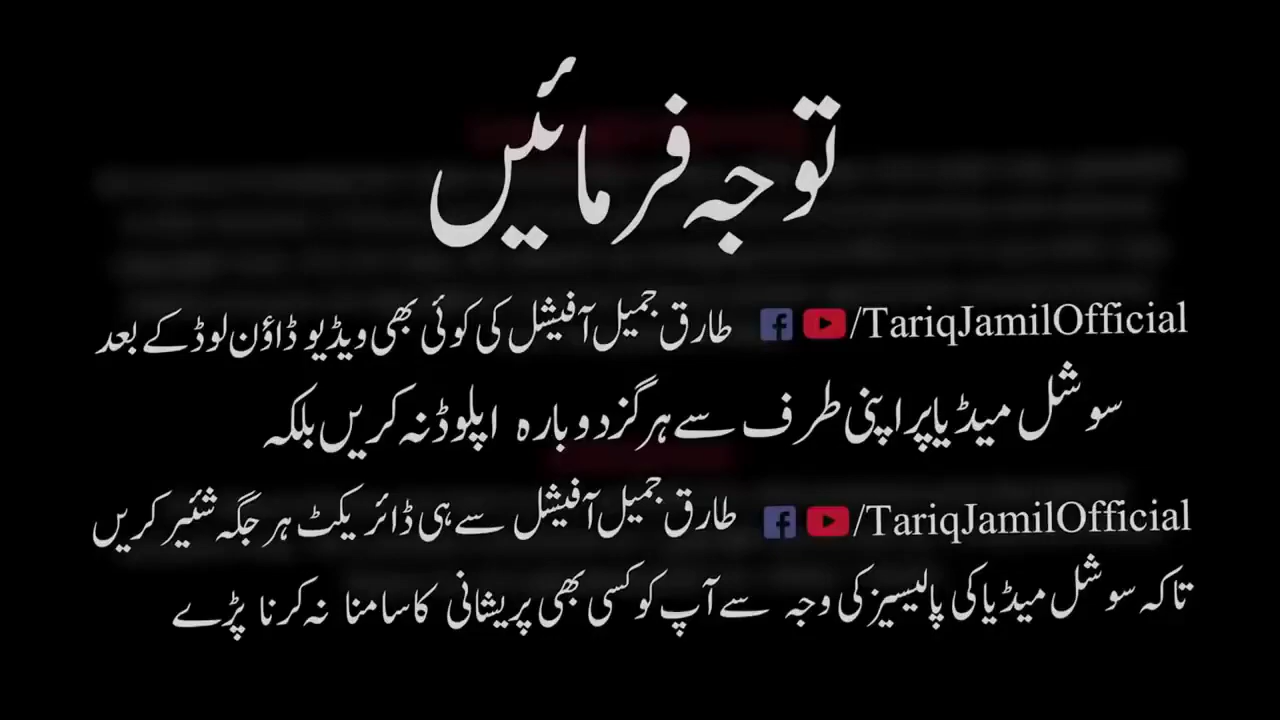 توجہ فرمائیں
/TariqJamilOfficial طارق جمیل آفیشل کی کوئی بھی ویڈیو ڈاؤن لوڈ کے بعد
سوشل میڈیا پر اپنی طرف سے ہرگز دوبارہ اپلوڈ نہ کریں بلکہ
/TariqJamilOfficial طارق جمیل آفیشل سے ہی ڈائریکٹ ہر جگہ شئیر کریں
تاکہ سوشل میڈیا کی پالیسیز کی وجہ سے آپ کو کسی بھی پریشانی کا سامنا نہ کرنا پڑے